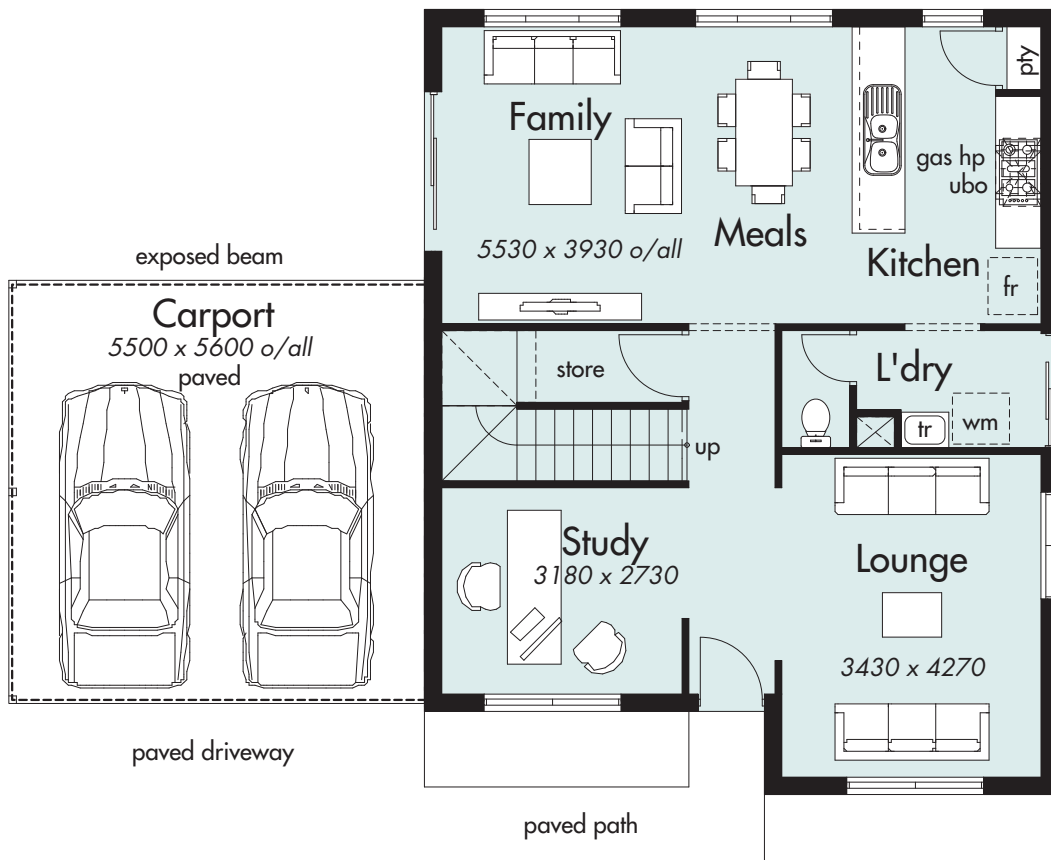 pty
Family
gas hp
ubo
5530 x 3930 o/all
Meals
Kitchen
fr
exposed beam
Carport
5500 x 5600 o/all
paved
store
L'dry
tr
wm
up
Study
3180 x 2730
Lounge
3430 x 4270
paved driveway
paved path